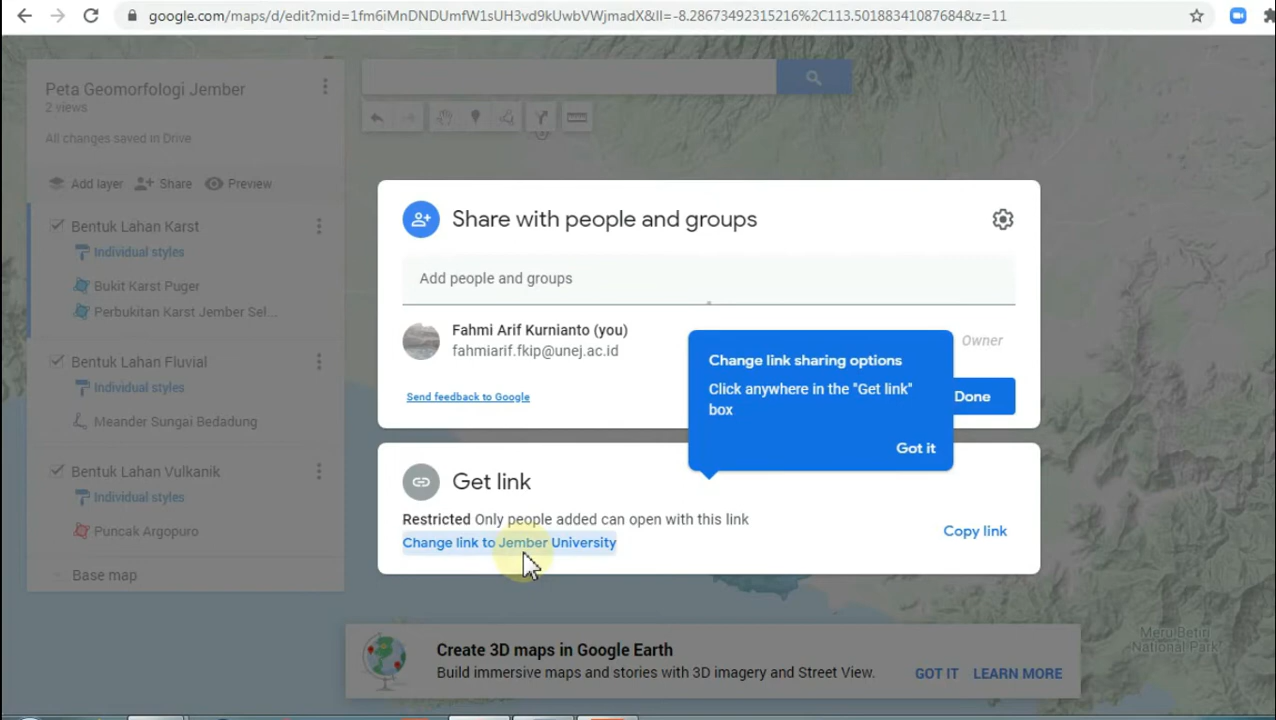 google.com/maps/d/edit?mid=1fm6iMnDNDUmfW1sUH3vd9kUwbVWjmadX&ll=-8.28673492315216%2C113.5018834108768​4&z=11
Peta Geomorfologi Jember
2 views
All changes saved in Drive
Add layer Share Preview
Bentuk Lahan Karst
Individual styles
Bukit Karst Puger
Perbukitan Karst Jember Sel...
Bentuk Lahan Fluvial
Individual styles
Meander Sungai Bedadung
Bentuk Lahan Vulkanik
Individual styles
Puncak Argopuro
Base map
Share with people and groups
Add people and groups
Fahmi Arif Kurnianto (you)
fahmiarif.fkip@unej.ac.id
Owner
Send feedback to Google
Change link sharing options
Click anywhere in the "Get link"
box
Got it
Done
Get link
Restricted Only people added can open with this link
Change link to Jember University
Copy link
Create 3D maps in Google Earth
Build immersive maps and stories with 3D imagery and Street View.
GOT IT LEARN MORE
Meru Betiri
National Park